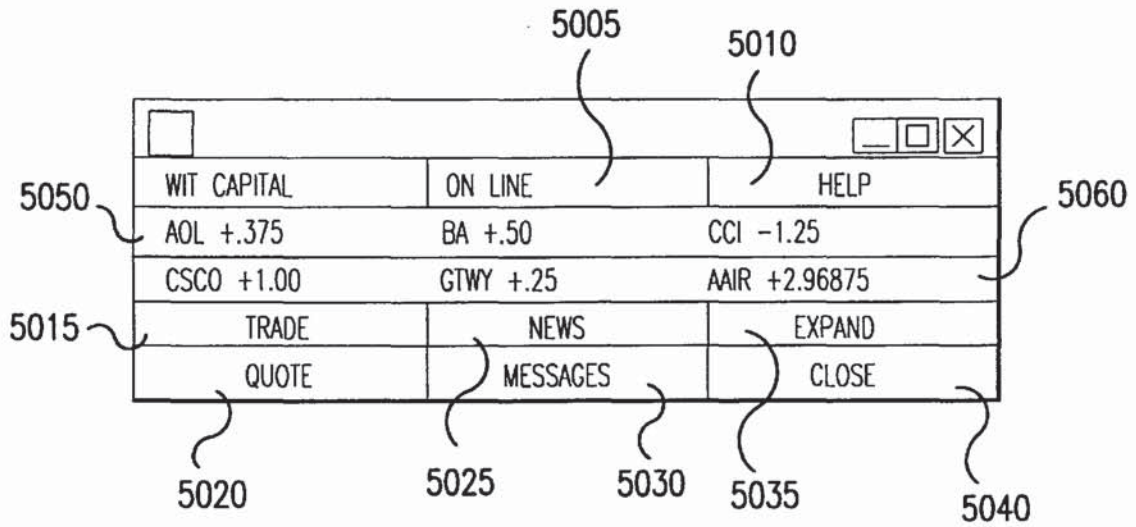 5005
5010
WIT CAPITAL ON LINE HELP
5050 AOL +.375 BA +.50 CCI -1.25 5060
CSCO +1.00 GTWY +.25 AAIR +2.96875
5015 TRADE NEWS EXPAND
QUOTE MESSAGES CLOSE
5020 5025 5030 5035 5040